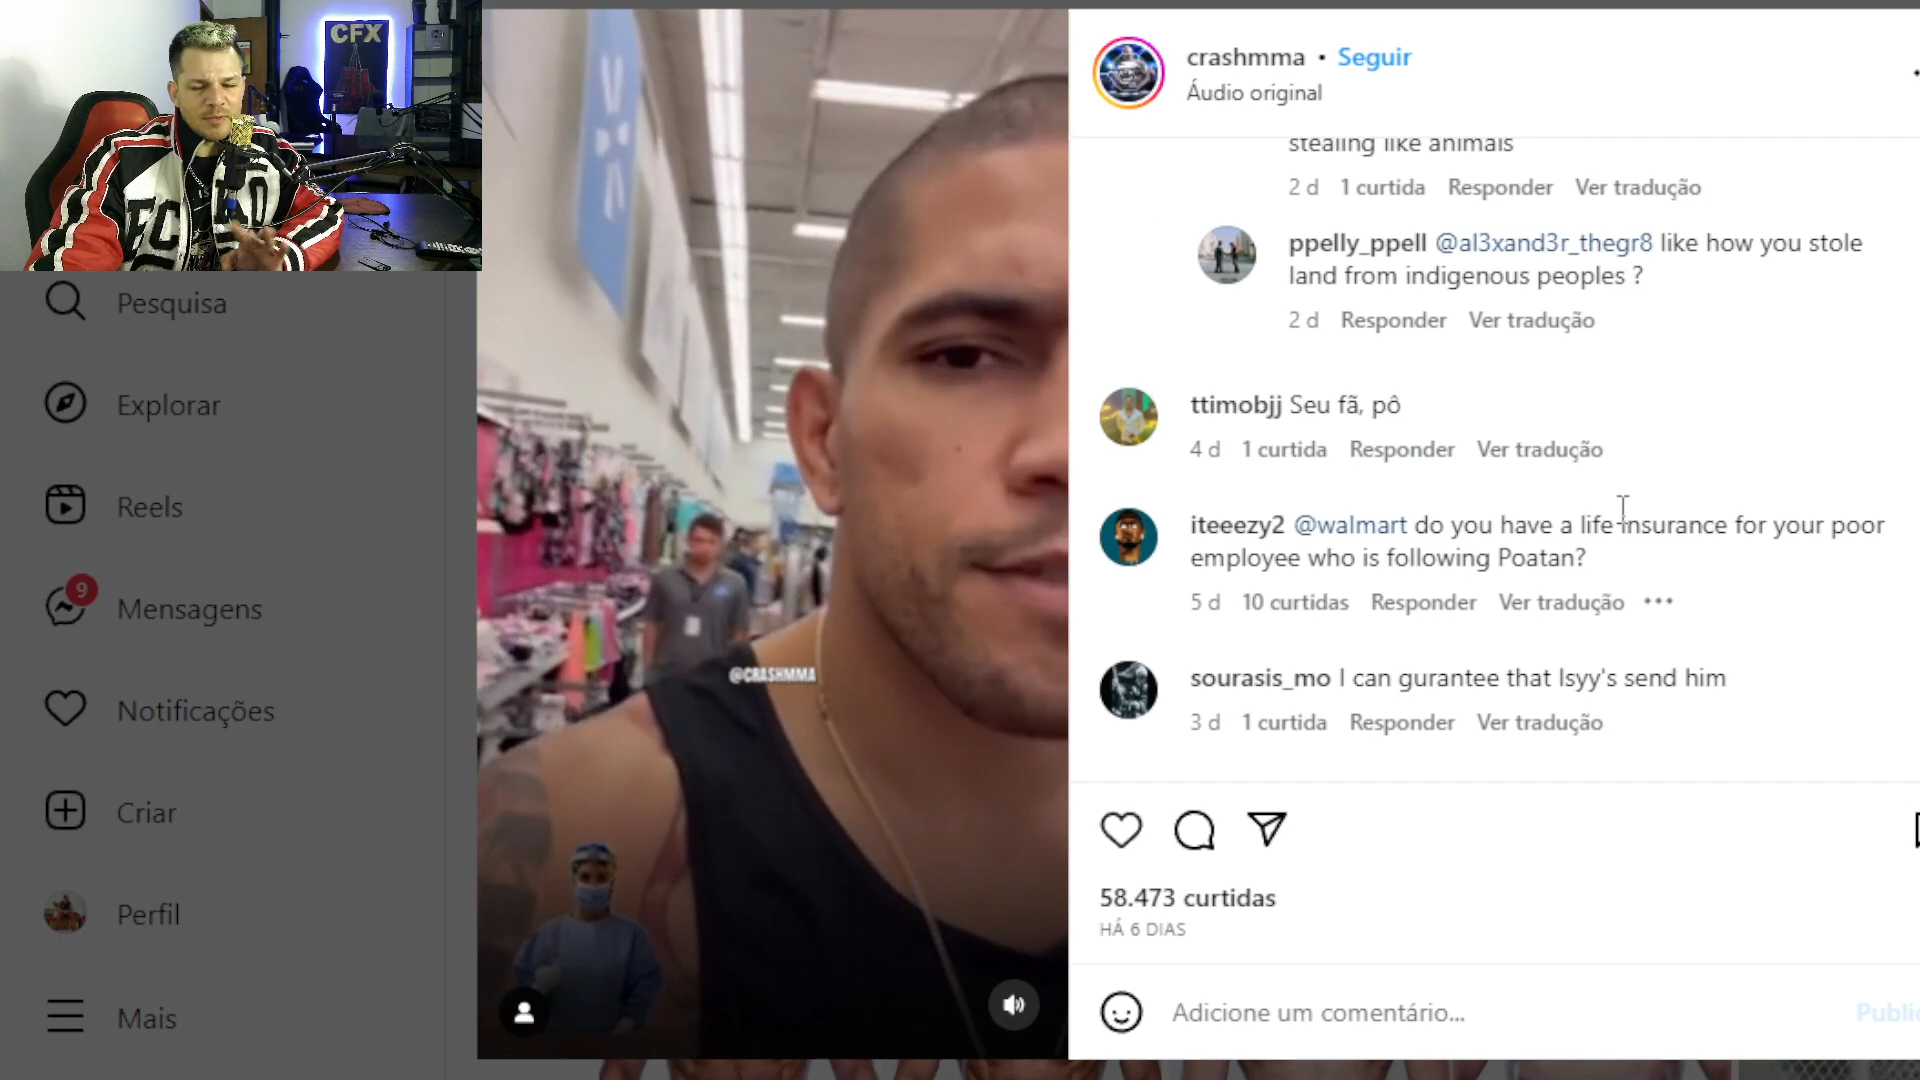 CFX
Pesquisa
Explorar
Reels
9
Mensagens
Notificações
Criar
Perfil
Mais
@CRASHMMA
crashmma • Seguir
Áudio original
stealing like animals
2 d 1 curtida Responder Ver tradução
ppelly_ppell @al3xand3r_thegr8 like how you stole
land from indigenous peoples ?
2 d Responder Ver tradução
ttimobjj Seu fã, pô
4 d 1 curtida Responder Ver tradução
iteeezy2 @walmart do you have a life insurance for your poor
employee who is following Poatan?
5 d 10 curtidas Responder Ver tradução •••
sourasis_mo I can gurantee that Isyy's send him
3 d 1 curtida Responder Ver tradução
58.473 curtidas
HÁ 6 DIAS
Adicione um comentário...